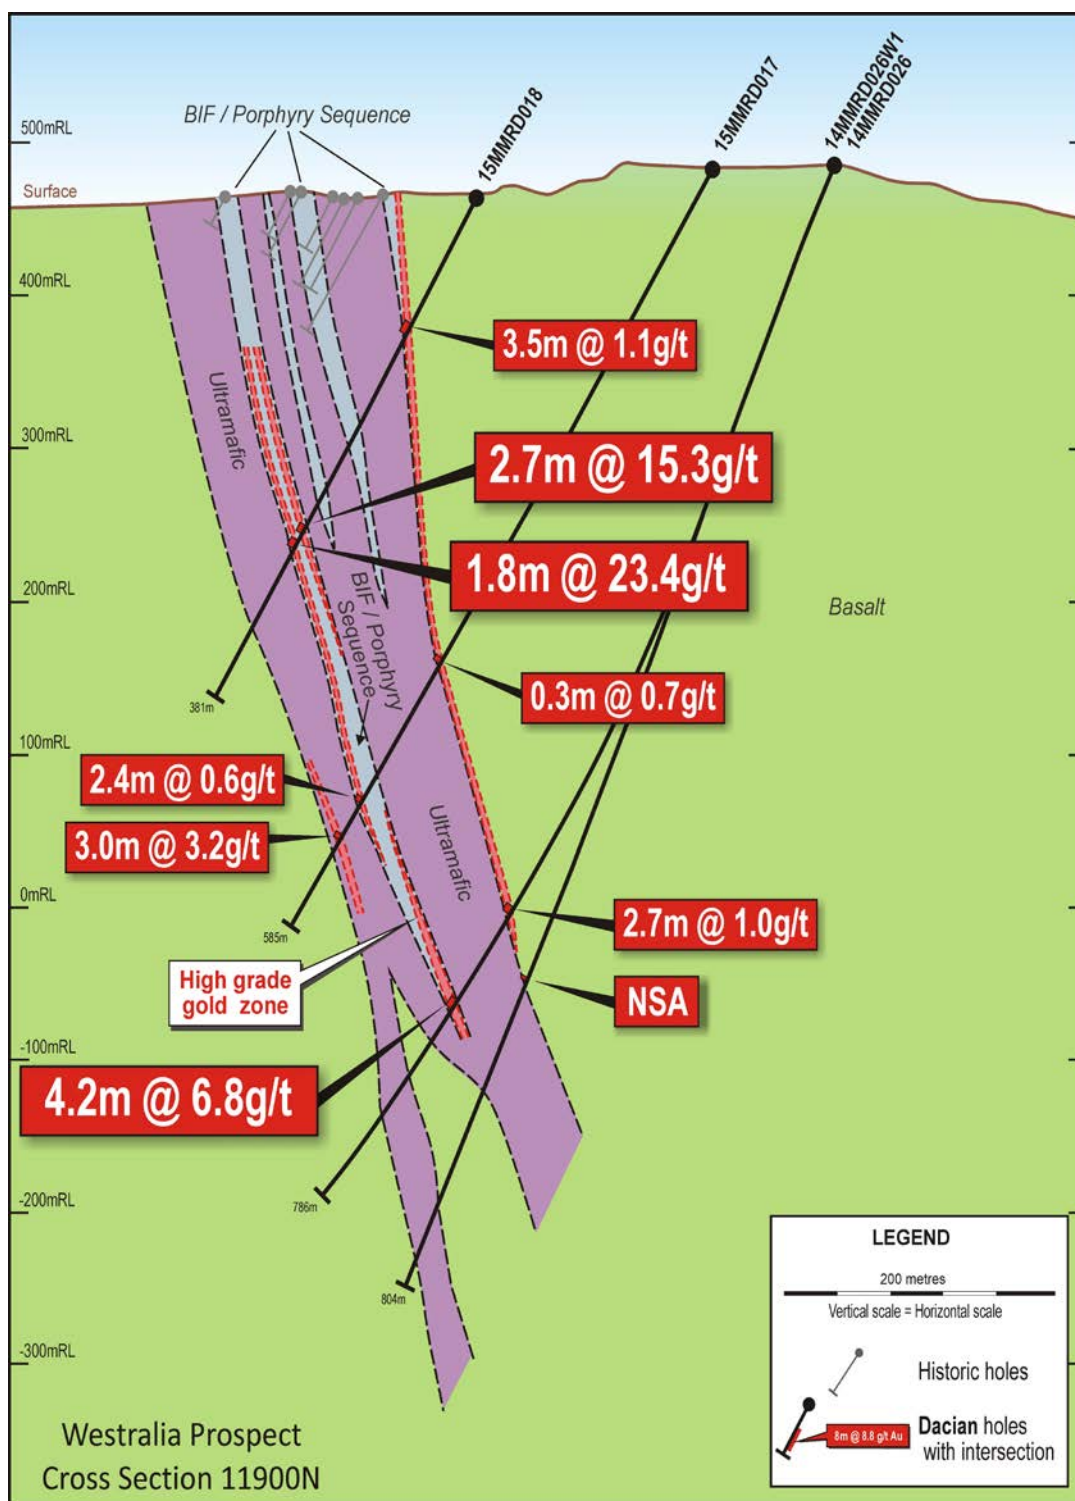 14MMRD026W1
14MMRD026
15MMRD017
15MMRD018
BIF / Porphyry Sequence
500mRL
Surface
400mRL
3.5m @ 1.1g/t
Ultramafic
300mRL
2.7m @ 15.3g/t
1.8m @ 23.4g/t
200mRL
Basalt
BIF / Porphyry
Sequence
0.3m @ 0.7g/t
381m
100mRL
2.4m @ 0.6g/t
3.0m @ 3.2g/t
Ultramafic
0mRL
2.7m @ 1.0g/t
585m
High grade
gold zone
NSA
-100mRL
4.2m @ 6.8g/t
-200mRL
786m
804m
-300mRL
LEGEND
200 metres
Vertical scale = Horizontal scale
Historic holes
8m @ 8.8 g/t Au
Dacian holes
with intersection
Westralia Prospect
Cross Section 11900N